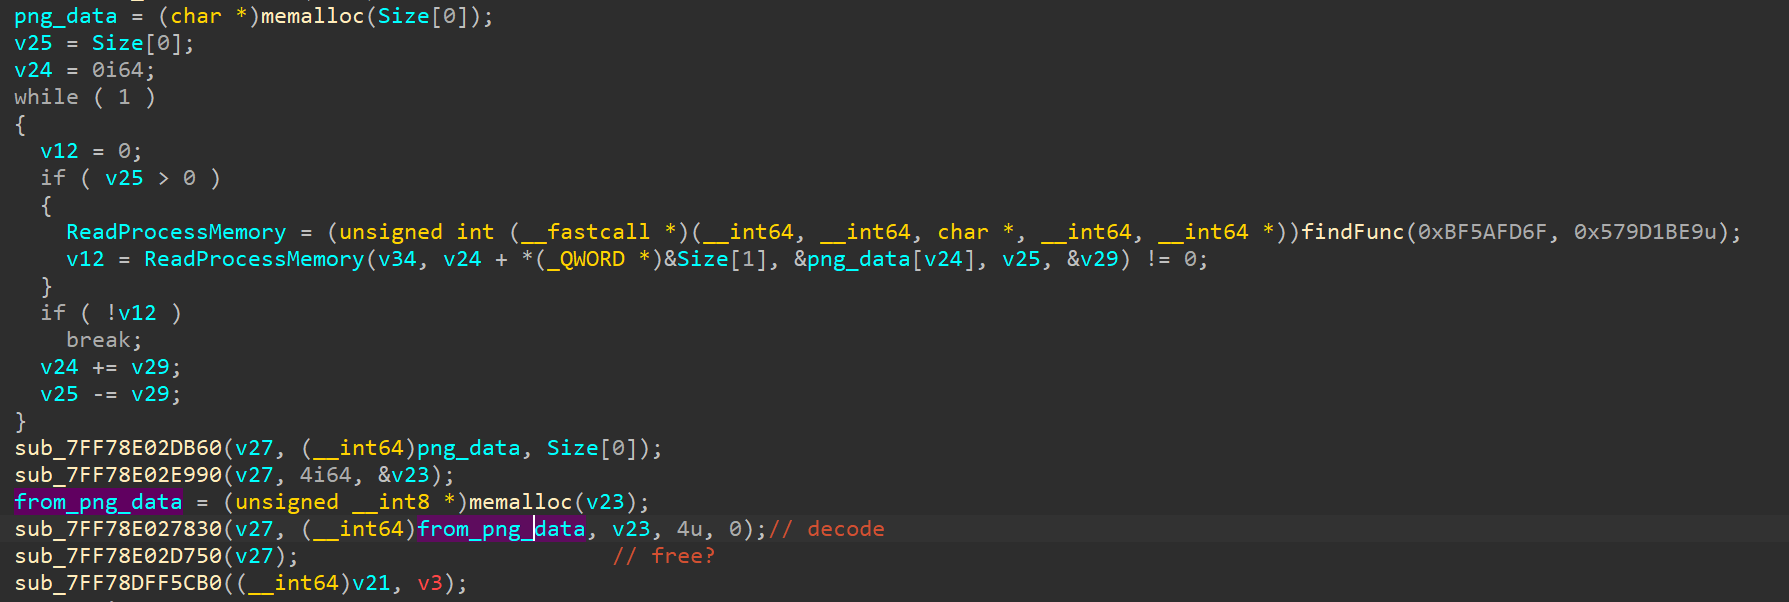 png_data = (char *)memalloc(Size[0]);
v25 = Size[0];
v24 = 0i64;
while ( 1 )
{
v12 = 0;
if ( v25 > 0 )
{
ReadProcessMemory = (unsigned int (__fastcall *)(__int64, __int64, char *, __int64, __int64 *))findFunc(0xBF5AFD6F, 0x579D1BE9u);
v12 = ReadProcessMemory(v34, v24 + *(_QWORD *)&Size[1], &png_data[v24], v25, &v29) != 0;
}
if ( !v12 )
break;
v24 += v29;
v25 -= v29;
}
sub_7FF78E02DB60(v27, (__int64)png_data, Size[0]);
sub_7FF78E02E990(v27, 4i64, &v23);
from_png_data = (unsigned __int8 *)memalloc(v23);
sub_7FF78E027830(v27, (__int64)from_png_data, v23, 4u, 0);// decode
sub_7FF78E02D750(v27); // free?
sub_7FF78DFF5CB0((__int64)v21, v3);